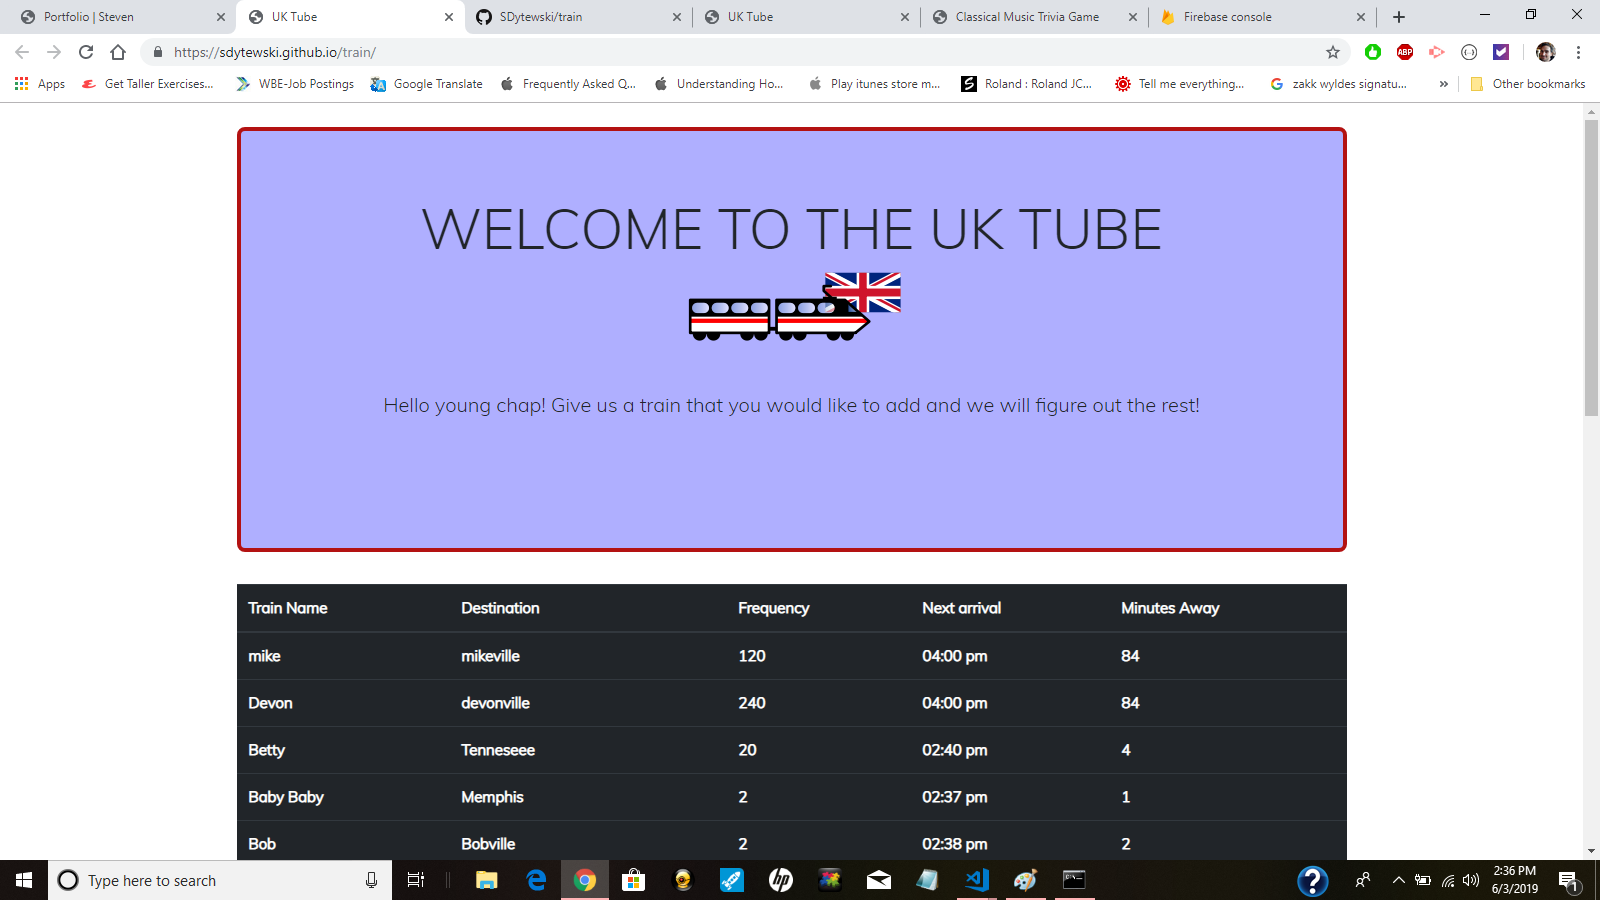 Portfolio | Steven
UK Tube
SDytewski/train
UK Tube
Classical Music Trivia Game
Firebase console
https://sdytewski.github.io/train/
ABP
Apps
Get Taller Exercises...
WBE-Job Postings
Google Translate
Frequently Asked Q...
Understanding Ho...
Play itunes store m...
Roland : Roland JC...
Tell me everything...
zakk wyldes signatu...
Other bookmarks
WELCOME TO THE UK TUBE
Hello young chap! Give us a train that you would like to add and we will figure out the rest!
Train Name Destination Frequency Next arrival Minutes Away
mike mikeville 120 04:00 pm 84
Devon devonville 240 04:00 pm 84
Betty Tenneseee 20 02:40 pm 4
Baby Baby Memphis 2 02:37 pm 1
Bob Bobville 2 02:38 pm 2
Type here to search
2:36 PM
6/3/2019
1